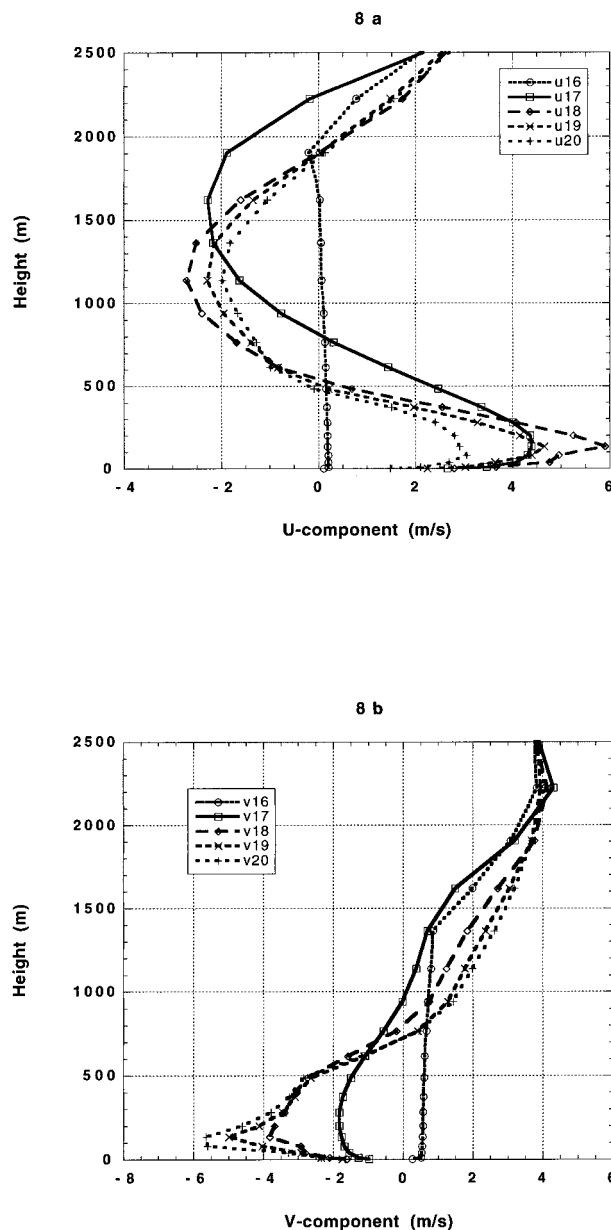 8 a
2500
2000
1500
1000
500
0
Height (m)
u16
u17
u18
u19
u20
-4
-2
0
2
4
6
U-component (m/s)
8 b
2500
2000
1500
1000
500
0
Height (m)
v16
v17
v18
v19
v20
-8
-6
-4
-2
0
2
4
6
V-component (m/s)